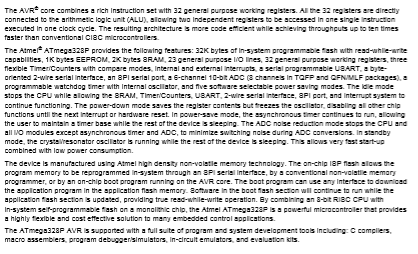 The AVR® core combines a rich instruction set with 32 general purpose working registers. All the 32 registers are directly
connected to the arithmetic logic unit (ALU), allowing two independent registers to be accessed in one single instruction
executed in one clock cycle. The resulting architecture is more code efficient while achieving throughputs up to ten times
faster than conventional CISC microcontrollers.
The Atmel® ATmega328P provides the following features: 32K bytes of in-system programmable flash with read-while-write
capabilities, 1K bytes EEPROM, 2K bytes SRAM, 23 general purpose I/O lines, 32 general purpose working registers, three
flexible Timer/Counters with compare modes, internal and external interrupts, a serial programmable USART, a byte-
oriented 2-wire serial interface, an SPI serial port, a 6-channel 10-bit ADC (8 channels in TQFP and QFN/MLF packages), a
programmable watchdog timer with internal oscillator, and five software selectable power saving modes. The idle mode
stops the CPU while allowing the SRAM, Timer/Counters, USART, 2-wire serial interface, SPI port, and interrupt system to
continue functioning. The power-down mode saves the register contents but freezes the oscillator, disabling all other chip
functions until the next interrupt or hardware reset. In power-save mode, the asynchronous timer continues to run, allowing
the user to maintain a timer base while the rest of the device is sleeping. The ADC noise reduction mode stops the CPU and
all I/O modules except asynchronous timer and ADC, to minimize switching noise during ADC conversions. In standby
mode, the crystal/resonator oscillator is running while the rest of the device is sleeping. This allows very fast start-up
combined with low power consumption.
The device is manufactured using Atmel high density non-volatile memory technology. The on-chip ISP flash allows the
program memory to be reprogrammed in-system through an SPI serial interface, by a conventional non-volatile memory
programmer, or by an on-chip boot program running on the AVR core. The boot program can use any interface to download
the application program in the application flash memory. Software in the boot flash section will continue to run while the
application flash section is updated, providing true read-while-write operation. By combining an 8-bit RISC CPU with
in-system self-programmable flash on a monolithic chip, the Atmel ATmega328P is a powerful microcontroller that provides
a highly flexible and cost effective solution to many embedded control applications.
The ATmega328P AVR is supported with a full suite of program and system development tools including: C compilers,
macro assemblers, program debugger/simulators, in-circuit emulators, and evaluation kits.